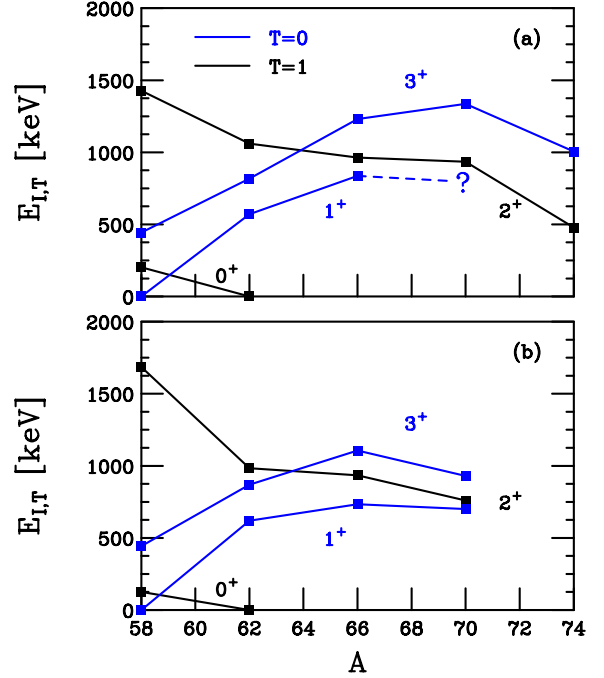 2000
(a)
T=0
T=1
3+
1500
1000
?
1+
2+
500
0+
0
E_{I,T} [keV]
2000
(b)
1500
3+
1000
2+
1+
500
0+
0
E_{I,T} [keV]
58 60 62 64 66 68 70 72 74
A